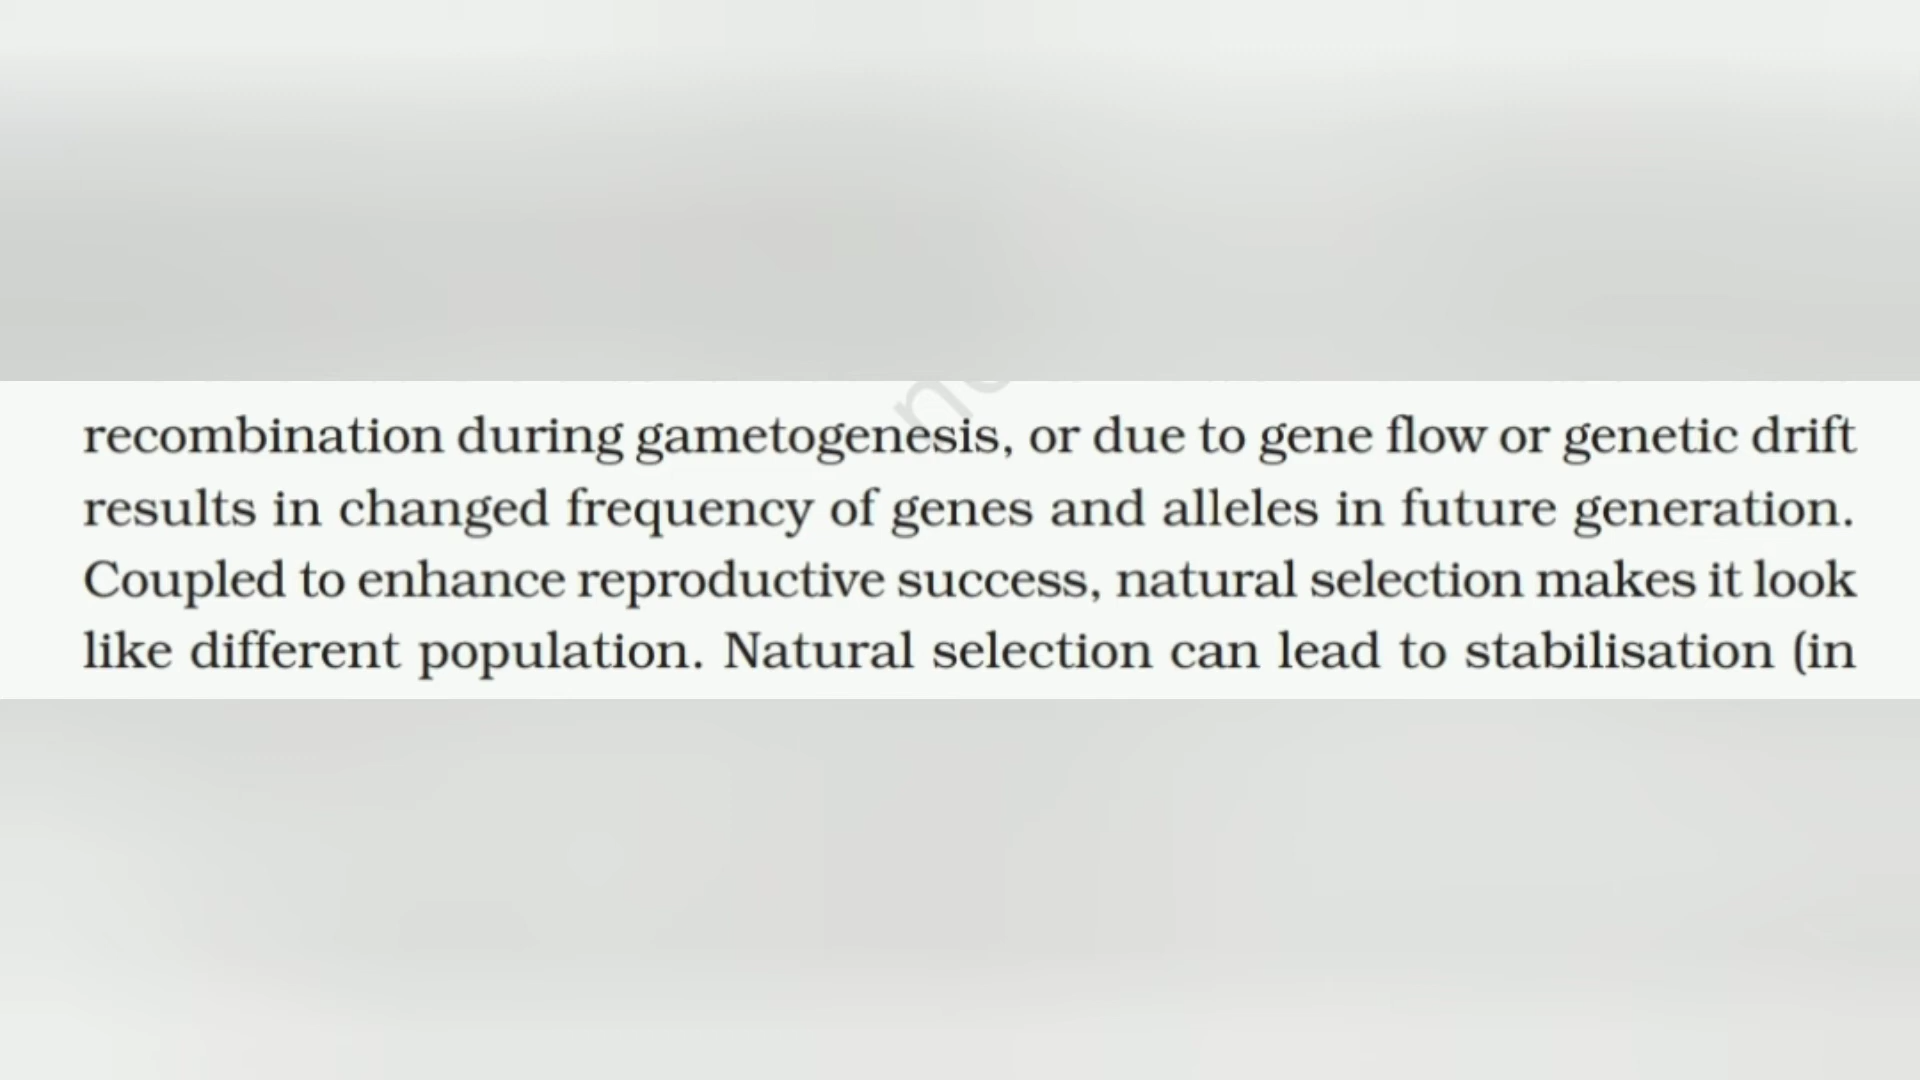 recombination during gametogenesis, or due to gene flow or genetic drift
results in changed frequency of genes and alleles in future generation.
Coupled to enhance reproductive success, natural selection makes it look
like different population. Natural selection can lead to stabilisation (in